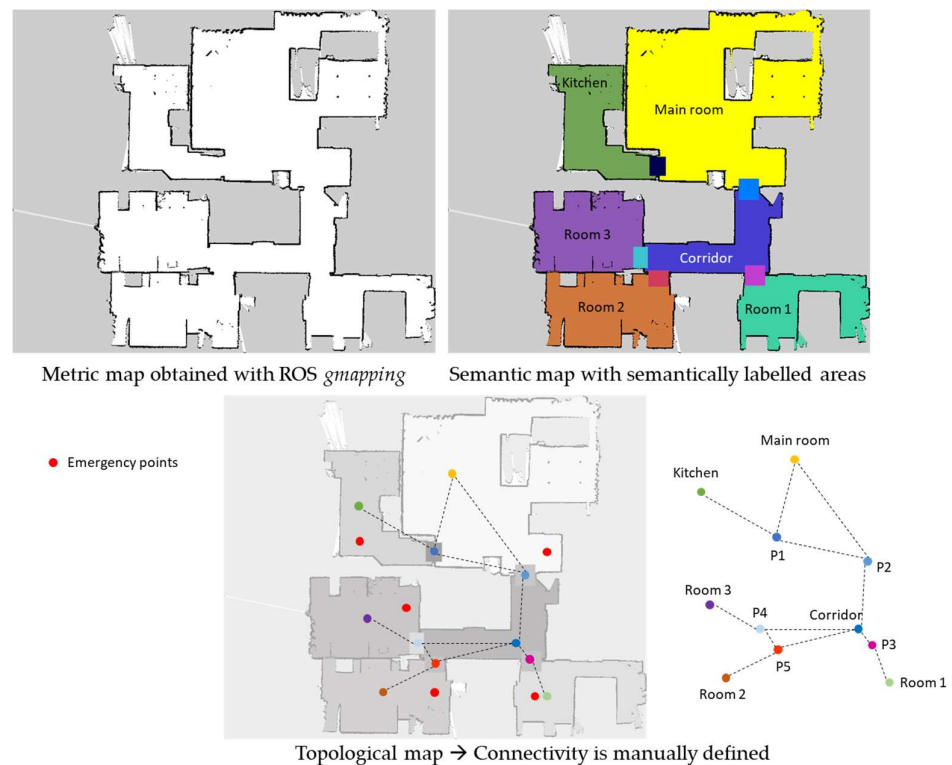 Kitchen
Main room
Room 3
Corridor
Room 2
Room 1
Metric map obtained with ROS gmapping
Semantic map with semantically labelled areas
Emergency points
Main room
Kitchen
P1
P2
Room 3
P4
Corridor
P3
P5
Room 2
Room 1
Topological map → Connectivity is manually defined